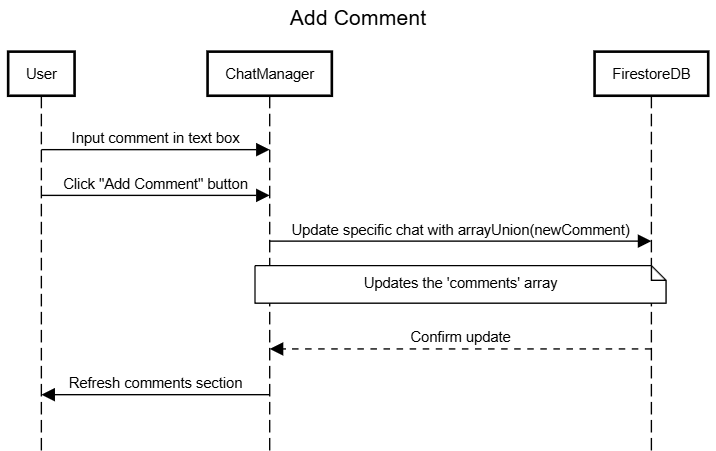 Add Comment
User
ChatManager
FirestoreDB
Input comment in text box
Click "Add Comment" button
Update specific chat with arrayUnion(newComment)
Updates the 'comments' array
Confirm update
Refresh comments section